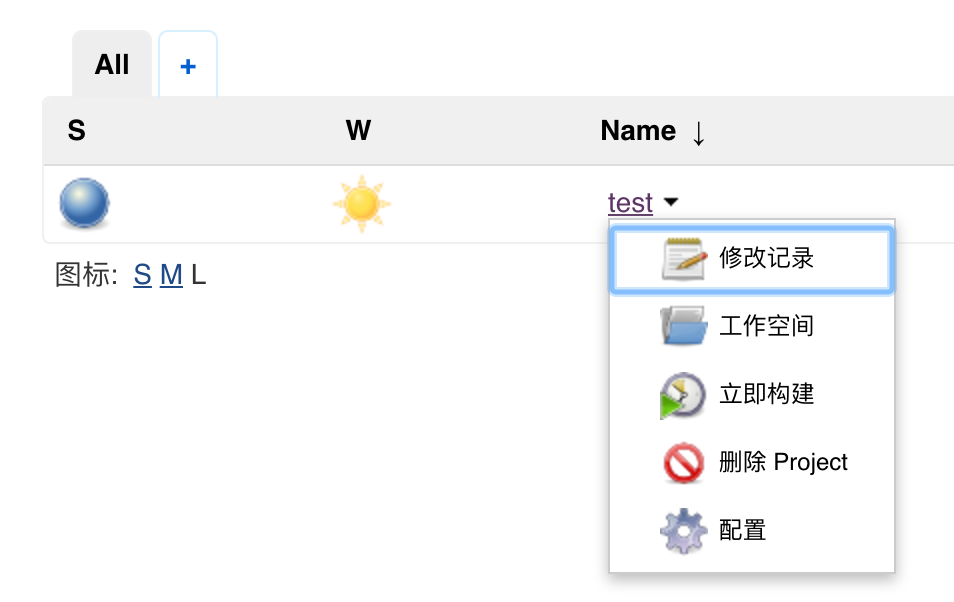 All +
S W Name ↓
test
修改记录
图标: S M L
工作空间
立即构建
删除 Project
配置